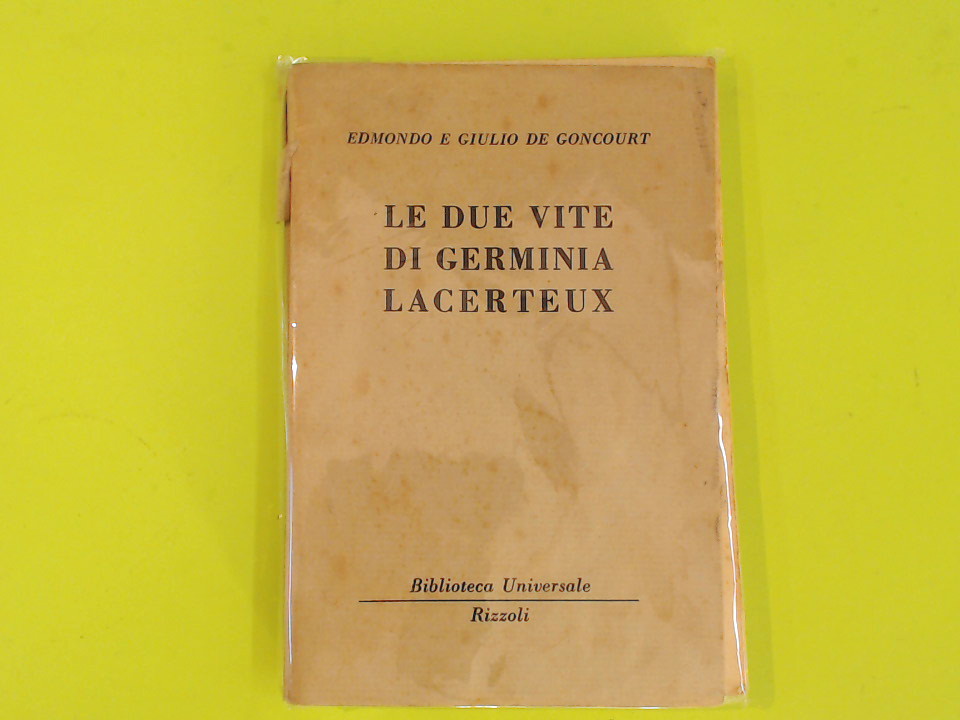 EDMONDO E GIULIO DE GONCOURT
LE DUE VITE
DI GERMINIA
LACERTEUX
Biblioteca Universale
Rizzoli